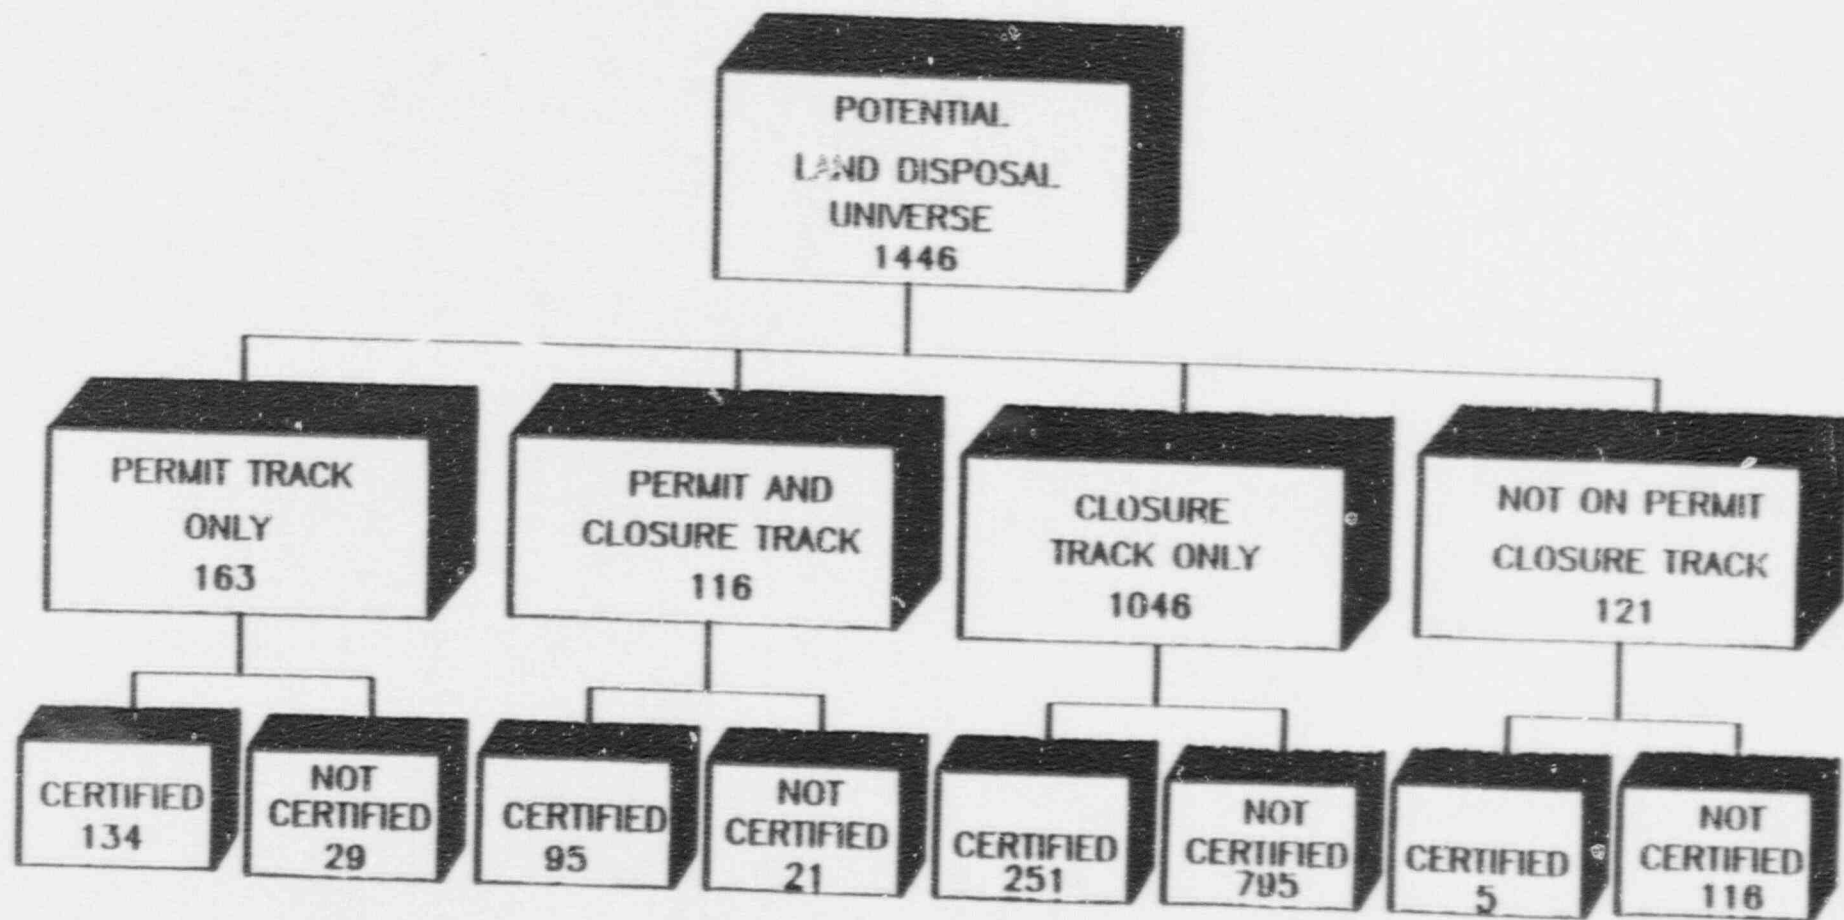 POTENTIAL
LAND DISPOSAL
UNIVERSE
1446
PERMIT TRACK
ONLY
163
PERMIT AND
CLOSURE TRACK
116
CLOSURE
TRACK ONLY
1046
NOT ON PERMIT
CLOSURE TRACK
121
CERTIFIED
134
NOT
CERTIFIED
29
CERTIFIED
95
NOT
CERTIFIED
21
CERTIFIED
251
NOT
CERTIFIED
795
CERTIFIED
5
NOT
CERTIFIED
116